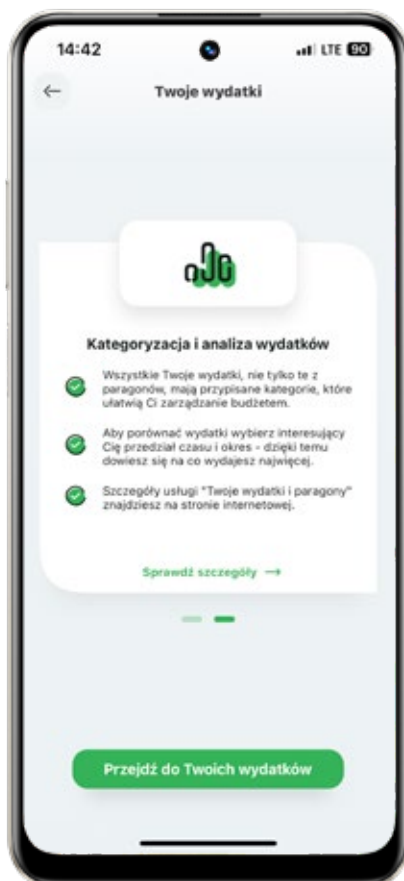 14:42
LTE 90
Twoje wydatki
Kategoryzacja i analiza wydatków
Wszystkie Twoje wydatki, nie tylko te z
paragonów, mają przypisane kategorie, które
ułatwią Ci zarządzanie budżetem.
Aby porównać wydatki wybierz interesujący
Cię przedział czasu i okres – dzięki temu
dowiesz się na co wydajesz najwięcej.
Szczegóły usługi "Twoje wydatki i paragony"
znajdziesz na stronie internetowej.
Sprawdź szczegóły →
Przejdź do Twoich wydatków